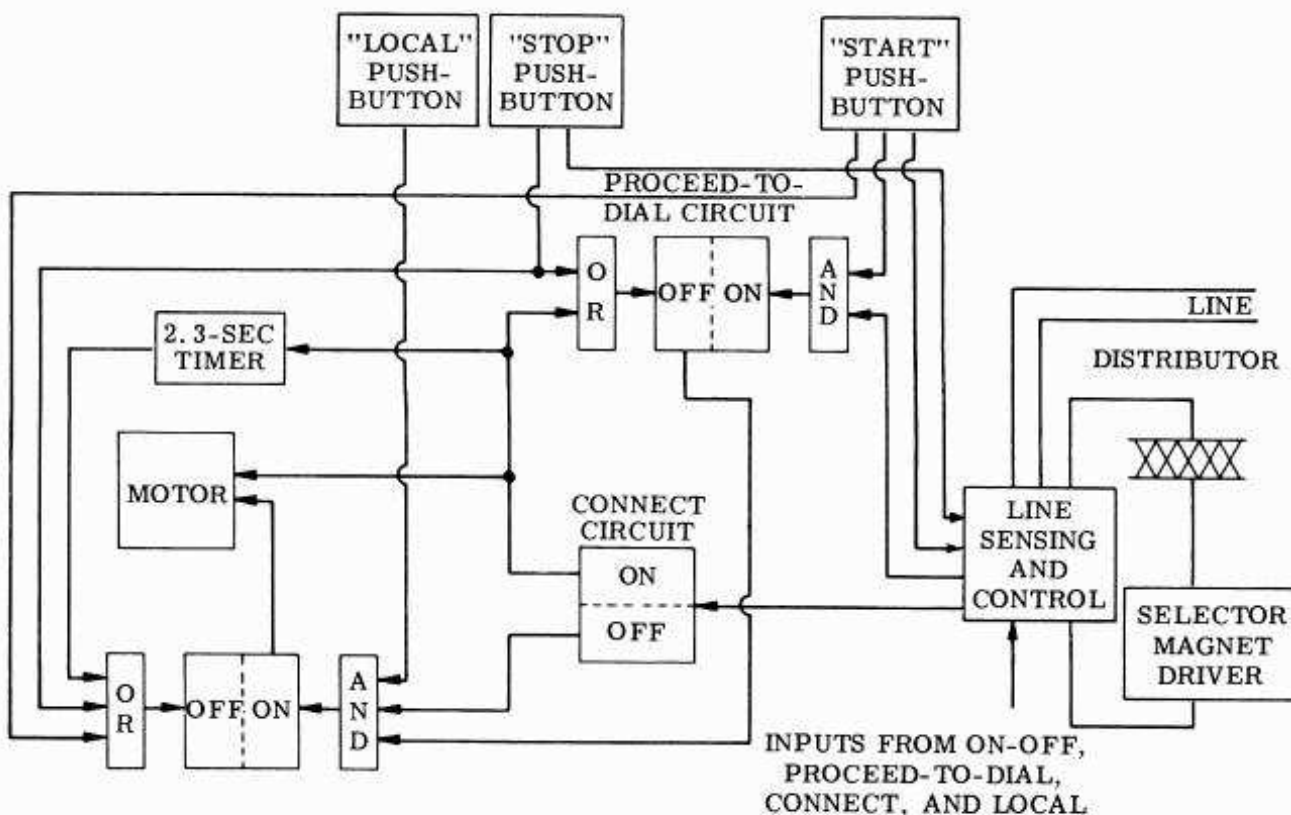 "LOCAL"
PUSH-
BUTTON
"STOP"
PUSH-
BUTTON
"START"
PUSH-
BUTTON
PROCEED-TO-
DIAL CIRCUIT
O
R
OFF
ON
A
N
D
LINE
2.3-SEC
TIMER
DISTRIBUTOR
MOTOR
CONNECT
CIRCUIT
ON
OFF
LINE
SENSING
AND
CONTROL
SELECTOR
MAGNET
DRIVER
O
R
OFF
ON
A
N
D
INPUTS FROM ON-OFF,
PROCEED-TO-DIAL,
CONNECT, AND LOCAL